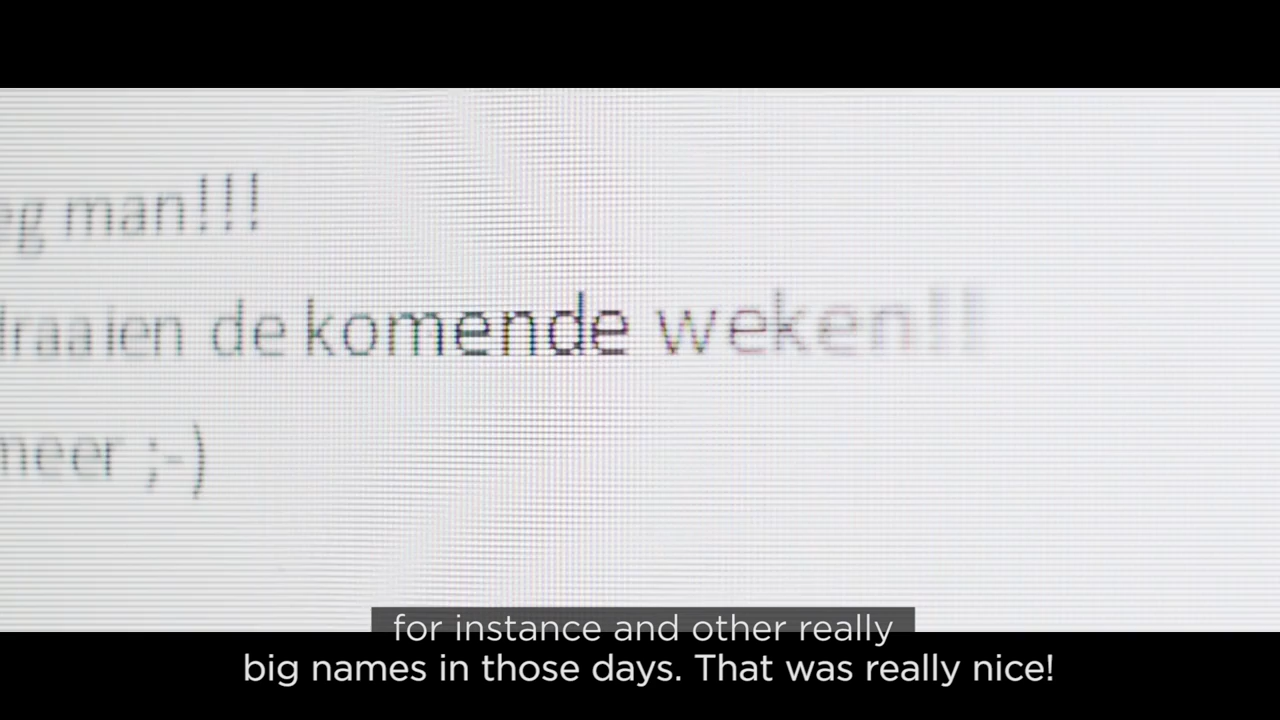 eg man!!!
draaien de komende weken!!
meer ;-)
for instance and other really
big names in those days. That was really nice!